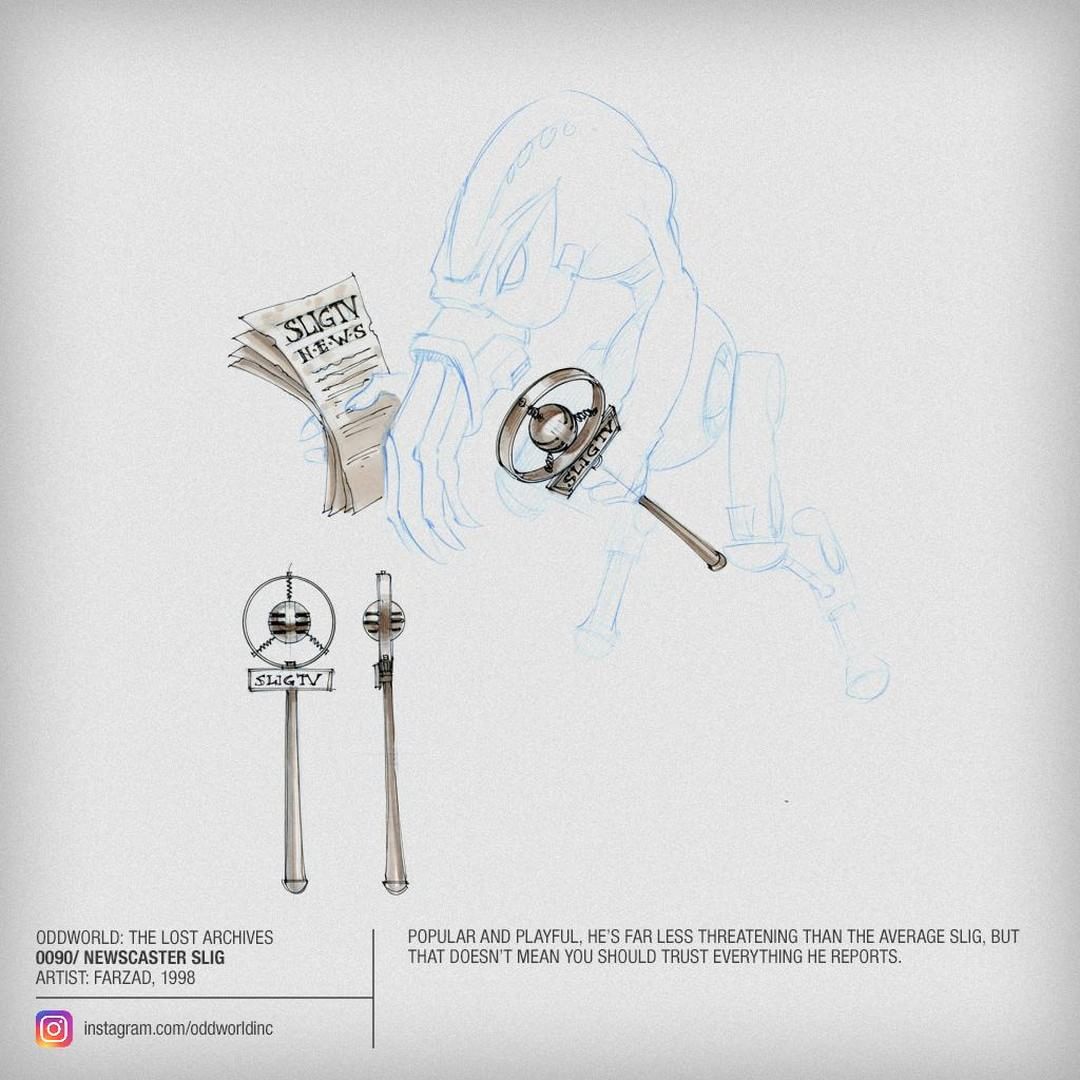 SLIGTV
N·E·W·S
SLIGTV
SLIGTV
ODDWORLD: THE LOST ARCHIVES
0090/ NEWSCASTER SLIG
ARTIST: FARZAD, 1998
instagram.com/oddworldinc
POPULAR AND PLAYFUL, HE'S FAR LESS THREATENING THAN THE AVERAGE SLIG, BUT
THAT DOESN'T MEAN YOU SHOULD TRUST EVERYTHING HE REPORTS.